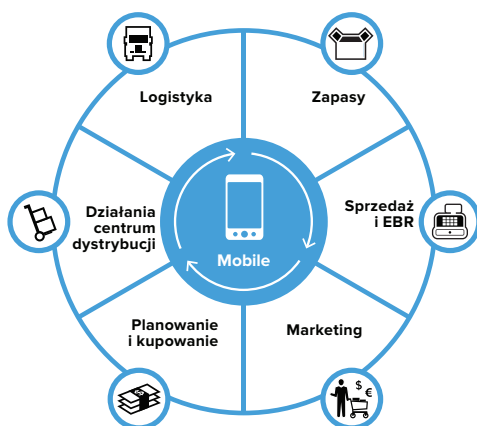 Logistyka
Zapasy
Działania
centrum
dystrybucji
Sprzedaż
i EBR
Mobile
Planowanie
i kupowanie
Marketing
$
€